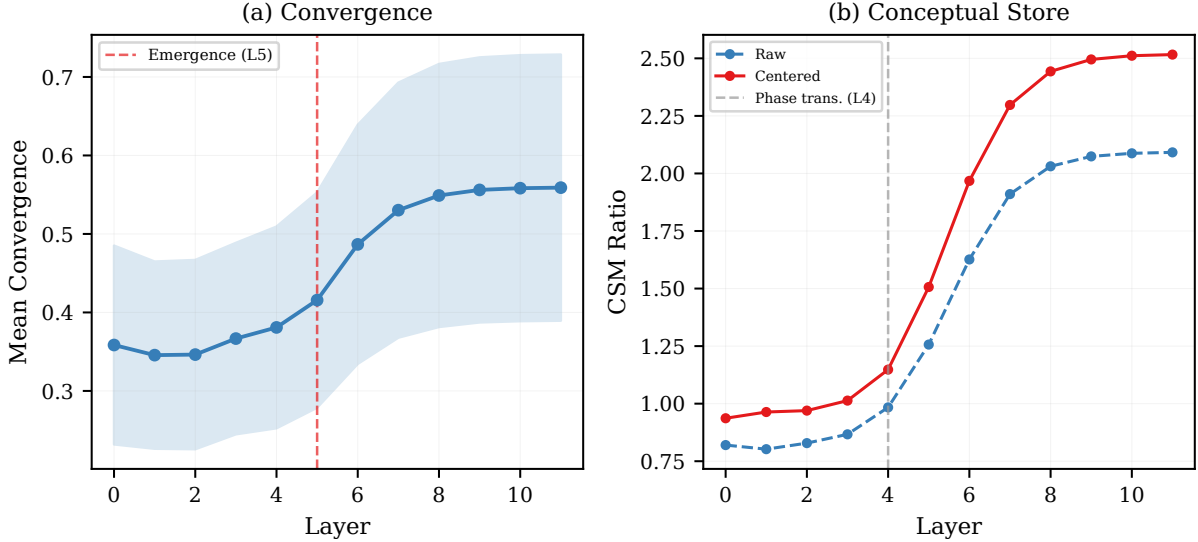 (a) Convergence
Emergence (L5)
Mean Convergence
0.7
0.6
0.5
0.4
0.3
0
2
4
6
8
10
Layer
(b) Conceptual Store
Raw
Centered
Phase trans. (L4)
CSM Ratio
2.50
2.25
2.00
1.75
1.50
1.25
1.00
0.75
0
2
4
6
8
10
Layer